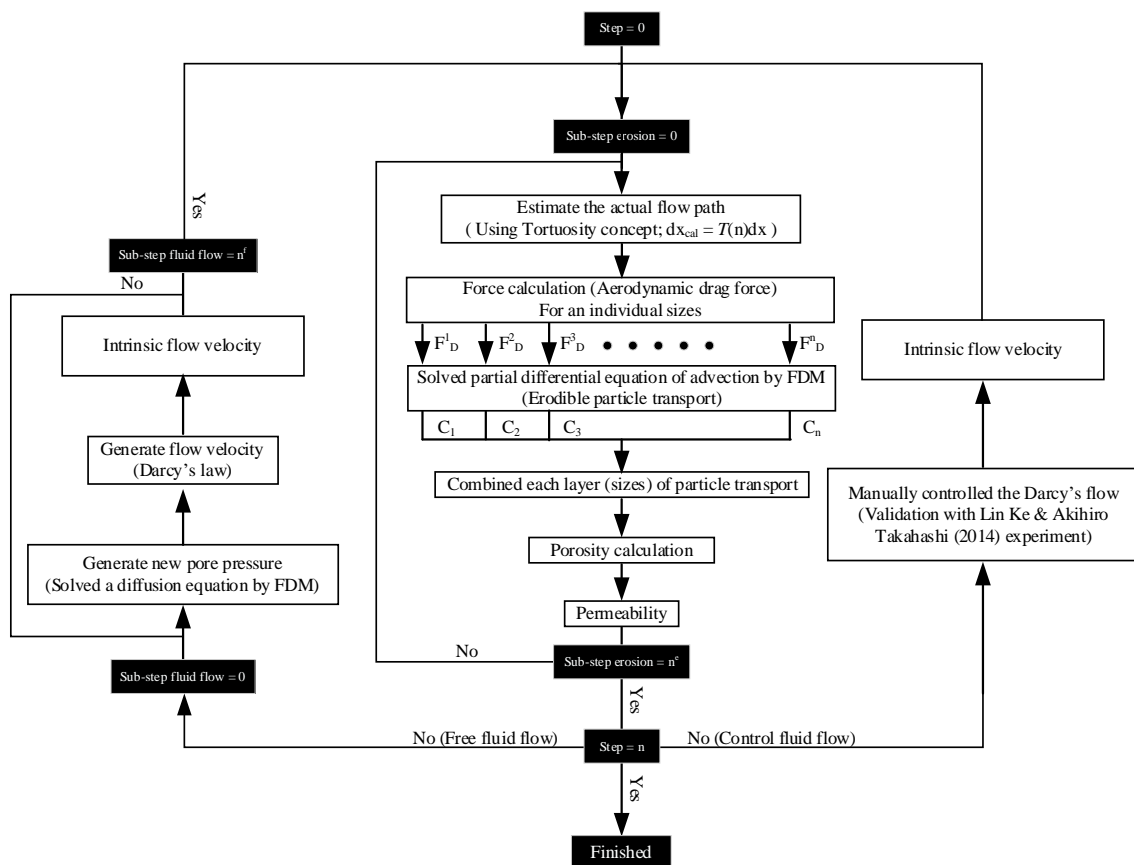 Step = 0
Sub-step erosion = 0
Estimate the actual flow path
( Using Tortuosity concept; dx_cal = T(n)dx )
Force calculation (Aerodynamic drag force)
For an individual sizes
F¹_D F²_D F³_D • • • • • Fⁿ_D
Solved partial differential equation of advection by FDM
(Erodible particle transport)
C₁ C₂ C₃ Cₙ
Combined each layer (sizes) of particle transport
Porosity calculation
Permeability
No
Sub-step erosion = nᵉ
Yes
No (Free fluid flow)
Step = n
No (Control fluid flow)
Yes
Finished
Yes
Sub-step fluid flow = nᶠ
No
Intrinsic flow velocity
Generate flow velocity
(Darcy's law)
Generate new pore pressure
(Solved a diffusion equation by FDM)
Sub-step fluid flow = 0
Intrinsic flow velocity
Manually controlled the Darcy's flow
(Validation with Lin Ke & Akihiro
Takahashi (2014) experiment)